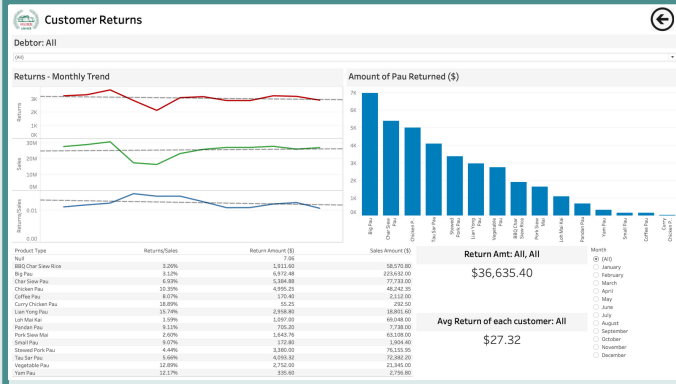 Customer Returns
Debtor: All
(All)
Returns - Monthly Trend
Returns
3K
2K
1K
0K
Sales
30M
20M
10M
0M
Returns/Sales
0.01
0.00
Amount of Pau Returned ($)
7K
6K
5K
4K
3K
2K
1K
0K
Big Pau
Char Siew Pau
Chicken P..
Tau Sar Pau
Stewed Pork Pau
Lian Yong Pau
Vegetable Pau
BBQ Char Siew Rice
Pork Siew Mai
Loh Mai Kai
Pandan Pau
Yam Pau
Small Pau
Coffee Pau
Curry Chicken P..
Product Type Returns/Sales Return Amount ($) Sales Amount ($)
Null 7.06
BBQ Char Siew Rice 3.26% 1,911.60 58,570.80
Big Pau 3.12% 6,972.48 223,632.00
Char Siow Pau 6.93% 5,384.88 77,733.00
Chicken Pau 10.35% 4,995.25 48,242.35
Coffee Pau 8.07% 170.40 2,112.00
Curry Chicken Pau 18.89% 55.25 292.50
Lian Yong Pau 15.74% 2,958.80 18,801.60
Loh Mai Kai 1.59% 1,097.00 69,048.00
Pandan Pau 9.11% 705.20 7,738.00
Pork Siew Mai 2.60% 1,643.76 63,108.00
Small Pau 9.07% 172.80 1,904.40
Stewed Pork Pau 4.44% 3,380.00 76,155.95
Tau Sar Pau 5.66% 4,093.32 72,382.20
Vegetable Pau 12.89% 2,752.00 21,345.00
Yam Pau 12.17% 335.60 2,756.80
Return Amt: All, All
$36,635.40
Avg Return of each customer: All
$27.32
Month
(All)
January
February
March
April
May
June
July
August
September
October
November
December